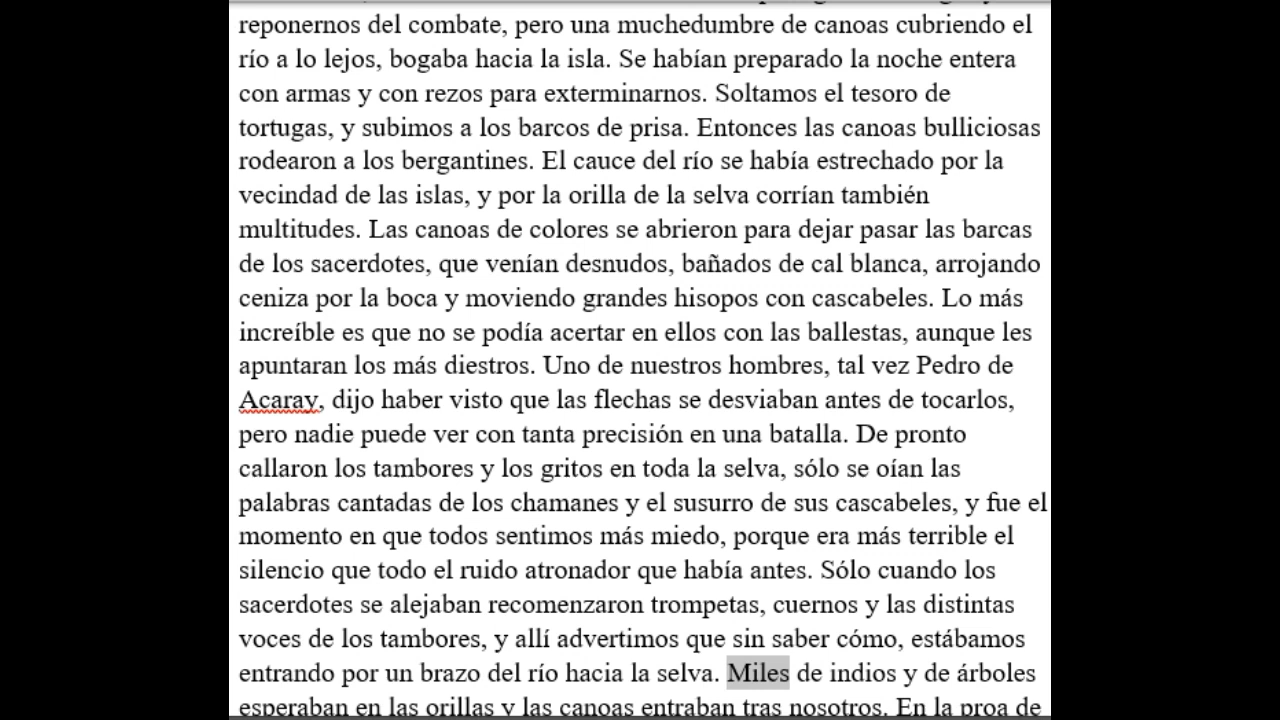 reponernos del combate, pero una muchedumbre de canoas cubriendo el
río a lo lejos, bogaba hacia la isla. Se habían preparado la noche entera
con armas y con rezos para exterminarnos. Soltamos el tesoro de
tortugas, y subimos a los barcos de prisa. Entonces las canoas bulliciosas
rodearon a los bergantines. El cauce del río se había estrechado por la
vecindad de las islas, y por la orilla de la selva corrían también
multitudes. Las canoas de colores se abrieron para dejar pasar las barcas
de los sacerdotes, que venían desnudos, bañados de cal blanca, arrojando
ceniza por la boca y moviendo grandes hisopos con cascabeles. Lo más
increíble es que no se podía acertar en ellos con las ballestas, aunque les
apuntaran los más diestros. Uno de nuestros hombres, tal vez Pedro de
Acaray, dijo haber visto que las flechas se desviaban antes de tocarlos,
pero nadie puede ver con tanta precisión en una batalla. De pronto
callaron los tambores y los gritos en toda la selva, sólo se oían las
palabras cantadas de los chamanes y el susurro de sus cascabeles, y fue el
momento en que todos sentimos más miedo, porque era más terrible el
silencio que todo el ruido atronador que había antes. Sólo cuando los
sacerdotes se alejaban recomenzaron trompetas, cuernos y las distintas
voces de los tambores, y allí advertimos que sin saber cómo, estábamos
entrando por un brazo del río hacia la selva. Miles de indios y de árboles
esperaban en las orillas y las canoas entraban tras nosotros. En la proa de